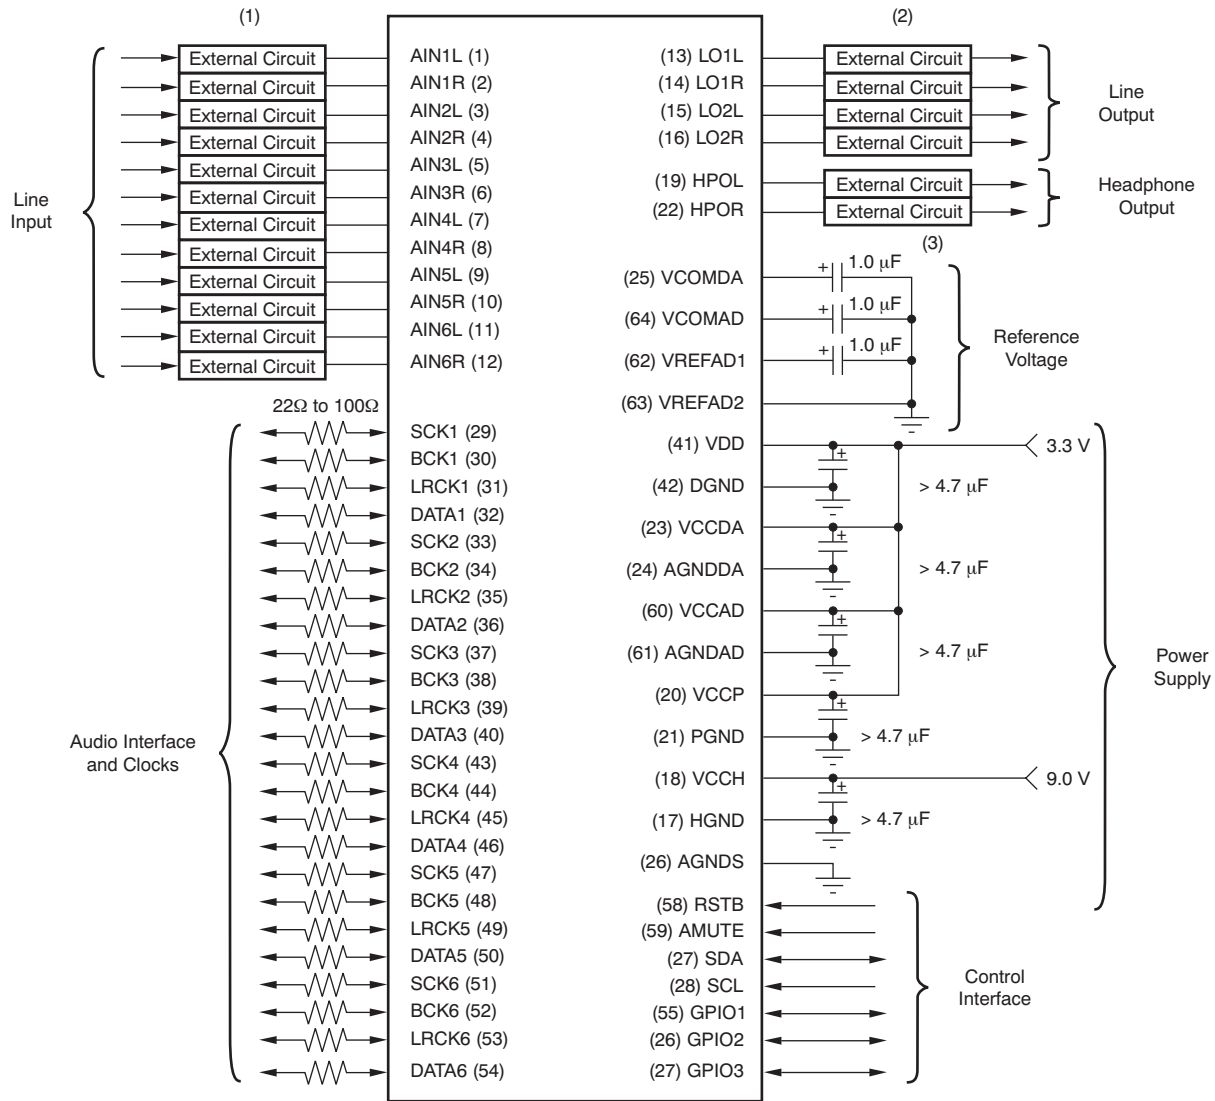 (1)
External Circuit
External Circuit
External Circuit
External Circuit
External Circuit
External Circuit
External Circuit
External Circuit
External Circuit
External Circuit
External Circuit
External Circuit
Line
Input
AIN1L (1)
AIN1R (2)
AIN2L (3)
AIN2R (4)
AIN3L (5)
AIN3R (6)
AIN4L (7)
AIN4R (8)
AIN5L (9)
AIN5R (10)
AIN6L (11)
AIN6R (12)
22Ω to 100Ω
SCK1 (29)
BCK1 (30)
LRCK1 (31)
DATA1 (32)
SCK2 (33)
BCK2 (34)
LRCK2 (35)
DATA2 (36)
SCK3 (37)
BCK3 (38)
LRCK3 (39)
DATA3 (40)
SCK4 (43)
BCK4 (44)
LRCK4 (45)
DATA4 (46)
SCK5 (47)
BCK5 (48)
LRCK5 (49)
DATA5 (50)
SCK6 (51)
BCK6 (52)
LRCK6 (53)
DATA6 (54)
Audio Interface
and Clocks
(2)
(13) LO1L
(14) LO1R
(15) LO2L
(16) LO2R
(19) HPOL
(22) HPOR
External Circuit
External Circuit
External Circuit
External Circuit
External Circuit
External Circuit
Line
Output
Headphone
Output
(3)
(25) VCOMDA
(64) VCOMAD
(62) VREFAD1
(63) VREFAD2
+ 1.0 µF
+ 1.0 µF
+ 1.0 µF
Reference
Voltage
(41) VDD
(42) DGND
(23) VCCDA
(24) AGNDDA
(60) VCCAD
(61) AGNDAD
(20) VCCP
(21) PGND
(18) VCCH
(17) HGND
(26) AGNDS
+
+
+
+
+
3.3 V
> 4.7 µF
> 4.7 µF
> 4.7 µF
> 4.7 µF
9.0 V
> 4.7 µF
Power
Supply
(58) RSTB
(59) AMUTE
(27) SDA
(28) SCL
(55) GPIO1
(26) GPIO2
(27) GPIO3
Control
Interface